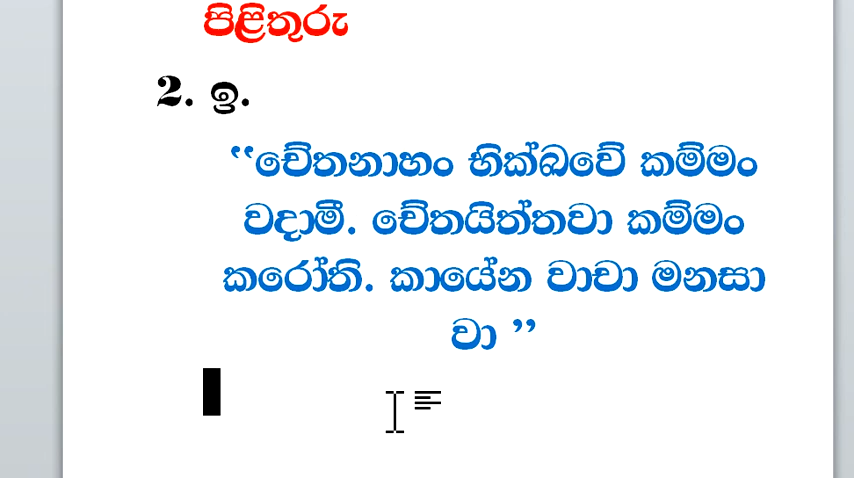 පිළිතුරු
2. ඉ.
“චේතනාහං භික්ඛවේ කම්මං
වදාමී. චේතයිත්තවා කම්මං
කරෝති. කායේන වාචා මනසා
වා ”